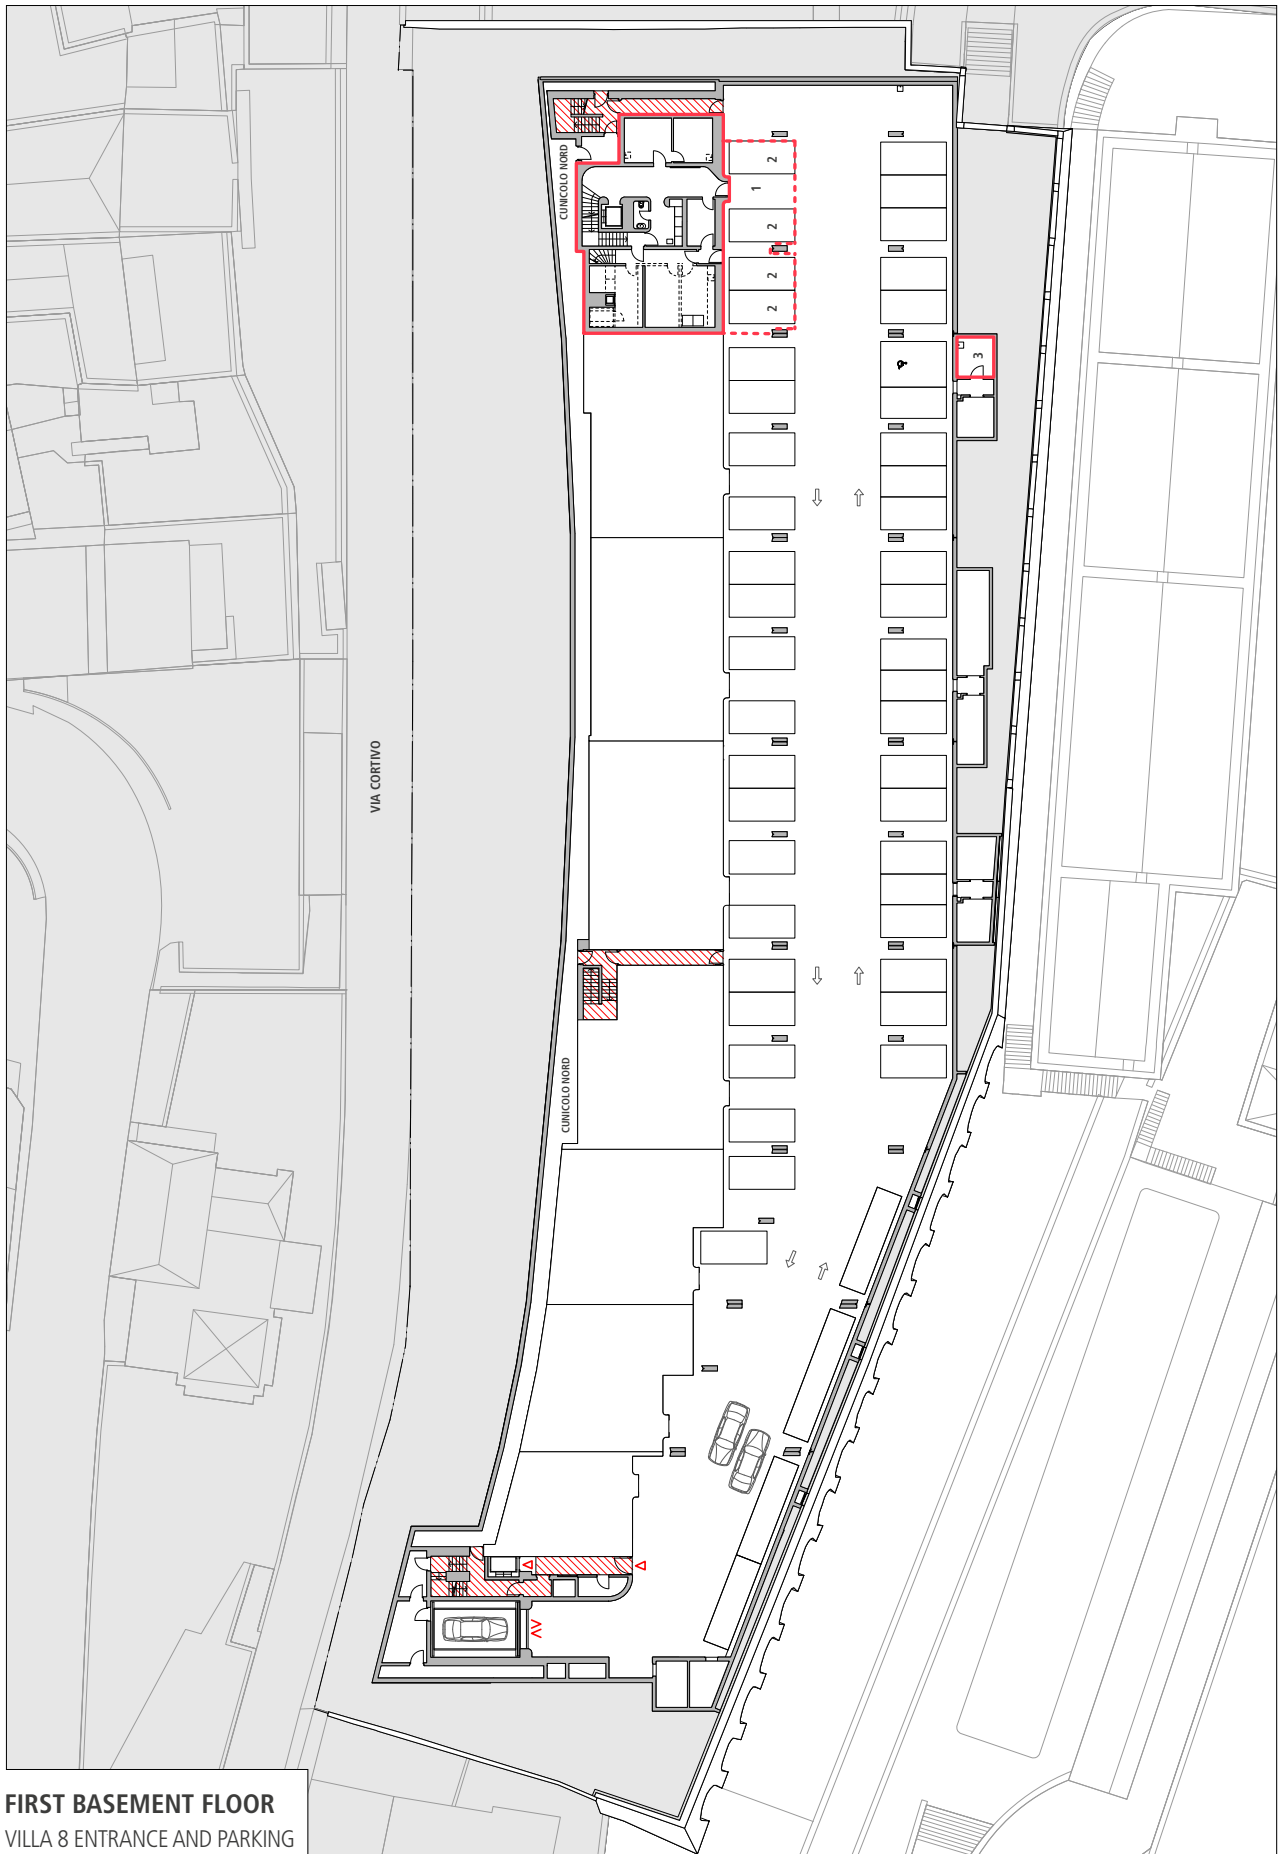 CUNICOLO NORD
2
1
2
2
2
3
VIA CORTIVO
CUNICOLO NORD
FIRST BASEMENT FLOOR
VILLA 8 ENTRANCE AND PARKING